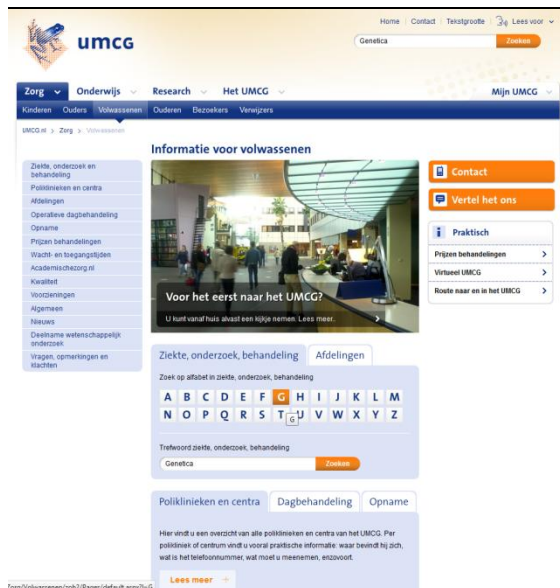 Home Contact Tekstgrootte Lees voor
umcg
Genetica Zoeken
Zorg Onderwijs Research Het UMCG Mijn UMCG
Kinderen Ouders Volwassenen Ouderen Bezoekers Verwijzers
UMCG.nl > Zorg > Volwassenen
Informatie voor volwassenen
Ziekte, onderzoek en
behandeling
Poliklinieken en centra
Afdelingen
Operatieve dagbehandeling
Opname
Prijzen behandelingen
Wacht- en toegangstijden
Academischezorg.nl
Kwaliteit
Voorzieningen
Algemeen
Nieuws
Deelname wetenschappelijk
onderzoek
Vragen, opmerkingen en
klachten
Voor het eerst naar het UMCG?
U kunt vanaf huis alvast een kijkje nemen. Lees meer.
Contact
Vertel het ons
Praktisch
Prijzen behandelingen
Virtueel UMCG
Route naar en in het UMCG
Ziekte, onderzoek, behandeling Afdelingen
Zoek op alfabet in ziekte, onderzoek, behandeling
A B C D E F G H I J K L M
N O P Q R S T U V W X Y Z
G
Trefwoord ziekte, onderzoek, behandeling
Genetica Zoeken
Poliklinieken en centra Dagbehandeling Opname
Hier vindt u een overzicht van alle poliklinieken en centra van het UMCG. Per
polikliniek of centrum vindt u vooral praktische informatie: waar bevindt hij zich,
wat is het telefoonnummer, wat moet u meenemen, enzovoort.
Lees meer